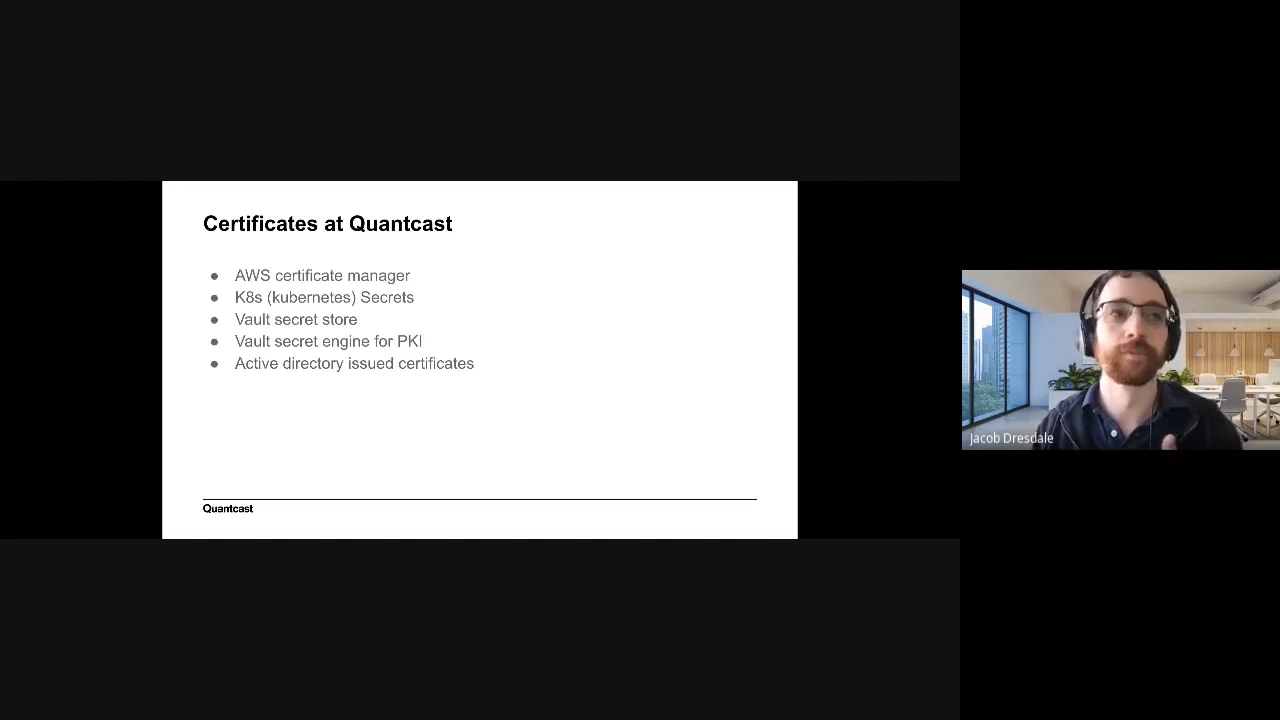 Certificates at Quantcast
● AWS certificate manager
● K8s (kubernetes) Secrets
● Vault secret store
● Vault secret engine for PKI
● Active directory issued certificates
Quantcast
Jacob Dresdale